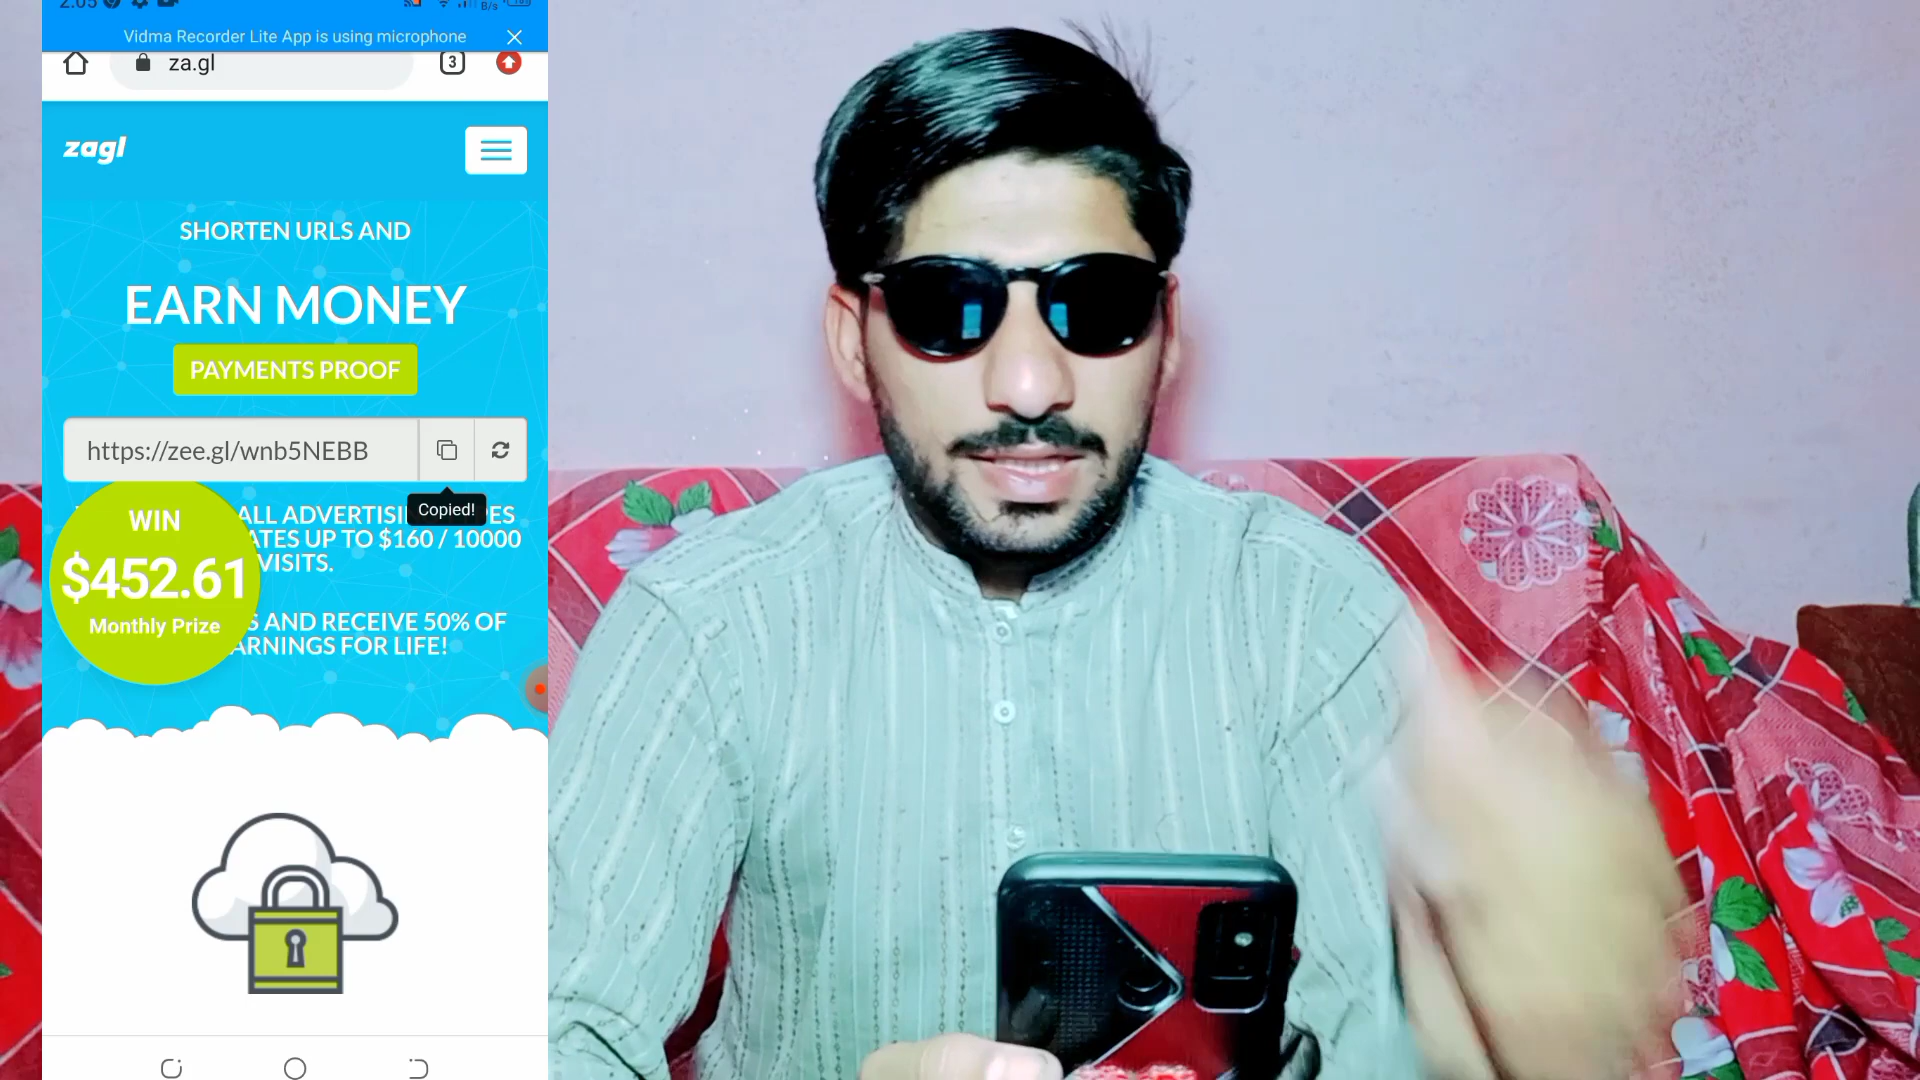 2:05
B/s
Vidma Recorder Lite App is using microphone
za.gl
3
zagl
SHORTEN URLS AND
EARN MONEY
PAYMENTS PROOF
https://zee.gl/wnb5NEBB
Copied!
WIN
ALL ADVERTISI ES
$452.61
ATES UP TO $160 / 10000
VISITS.
Monthly Prize
S AND RECEIVE 50% OF
ARNINGS FOR LIFE!